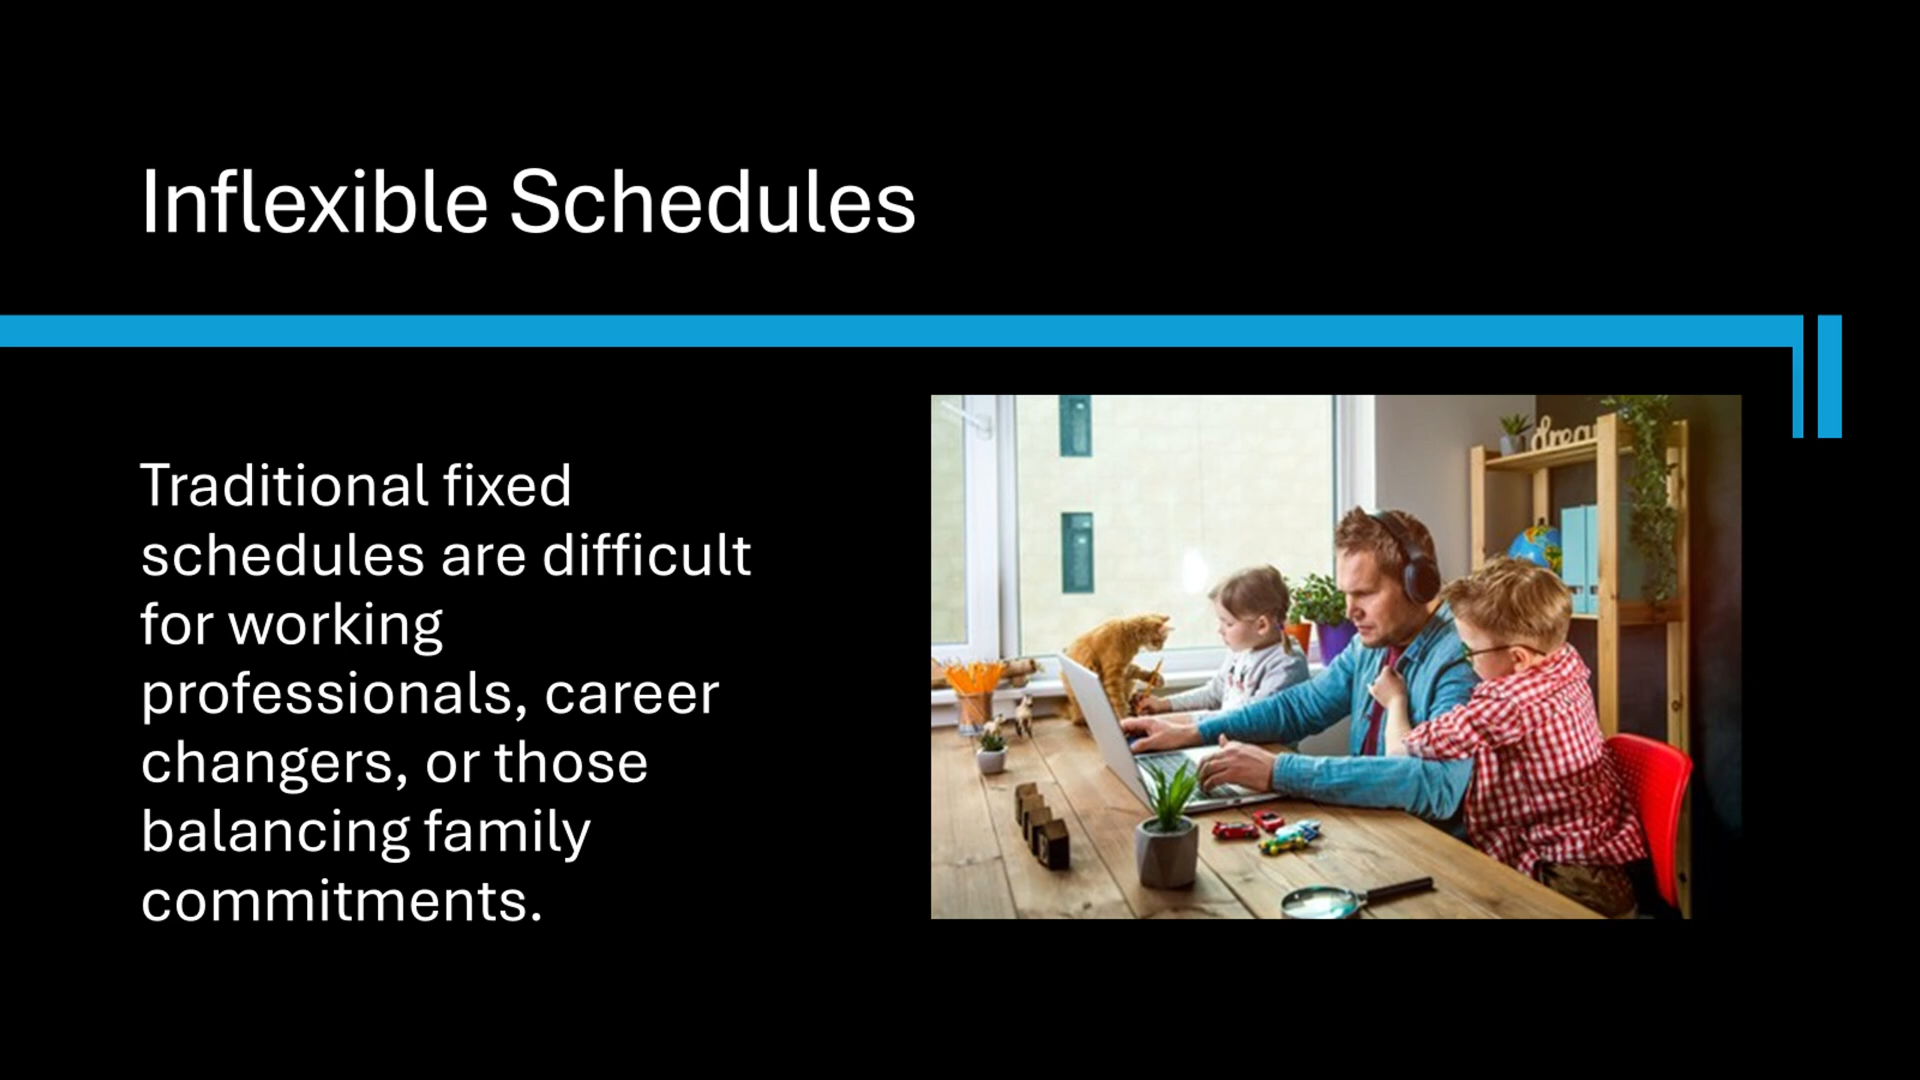 Inflexible Schedules
Traditional fixed
schedules are difficult
for working
professionals, career
changers, or those
balancing family
commitments.